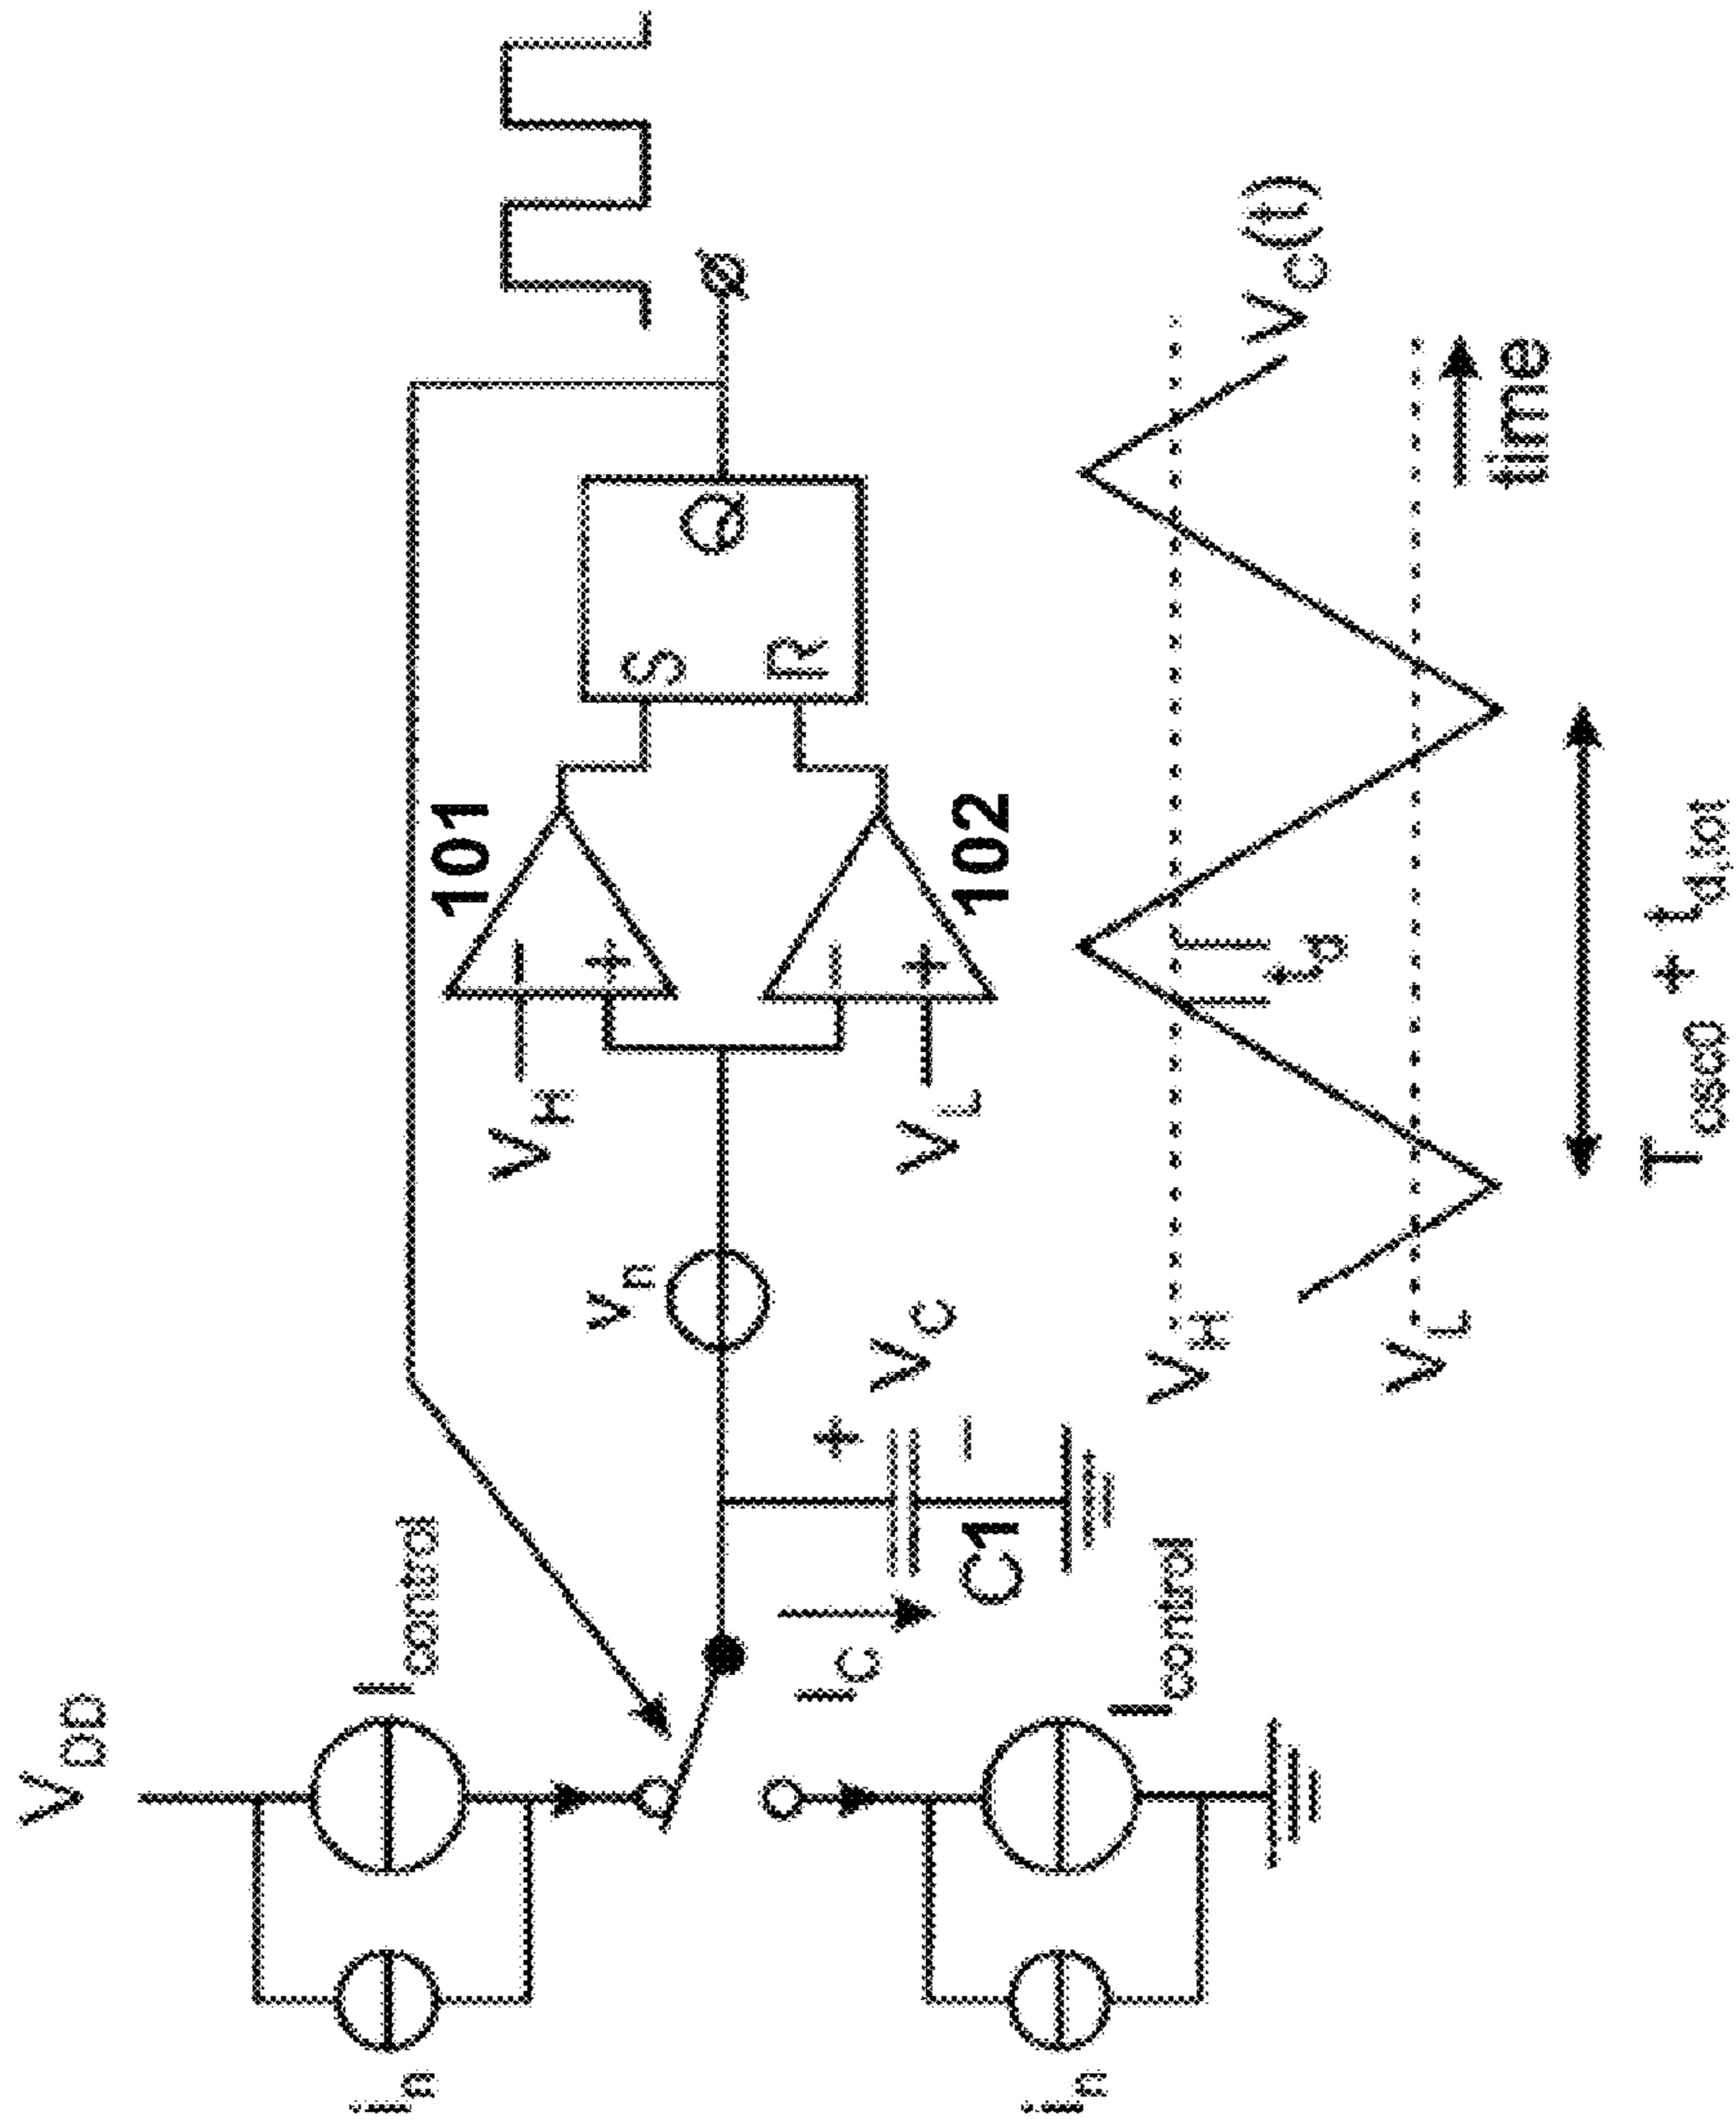 V_DD
i_n
I_control
i_n
I_control
I_C
C1
+
V_C
−
v_n
V_H
V_L
−
+
101
−
+
102
S
R
Q
V_H
V_L
t_d
V_C(t)
time
T_osc0 + t_d,tot